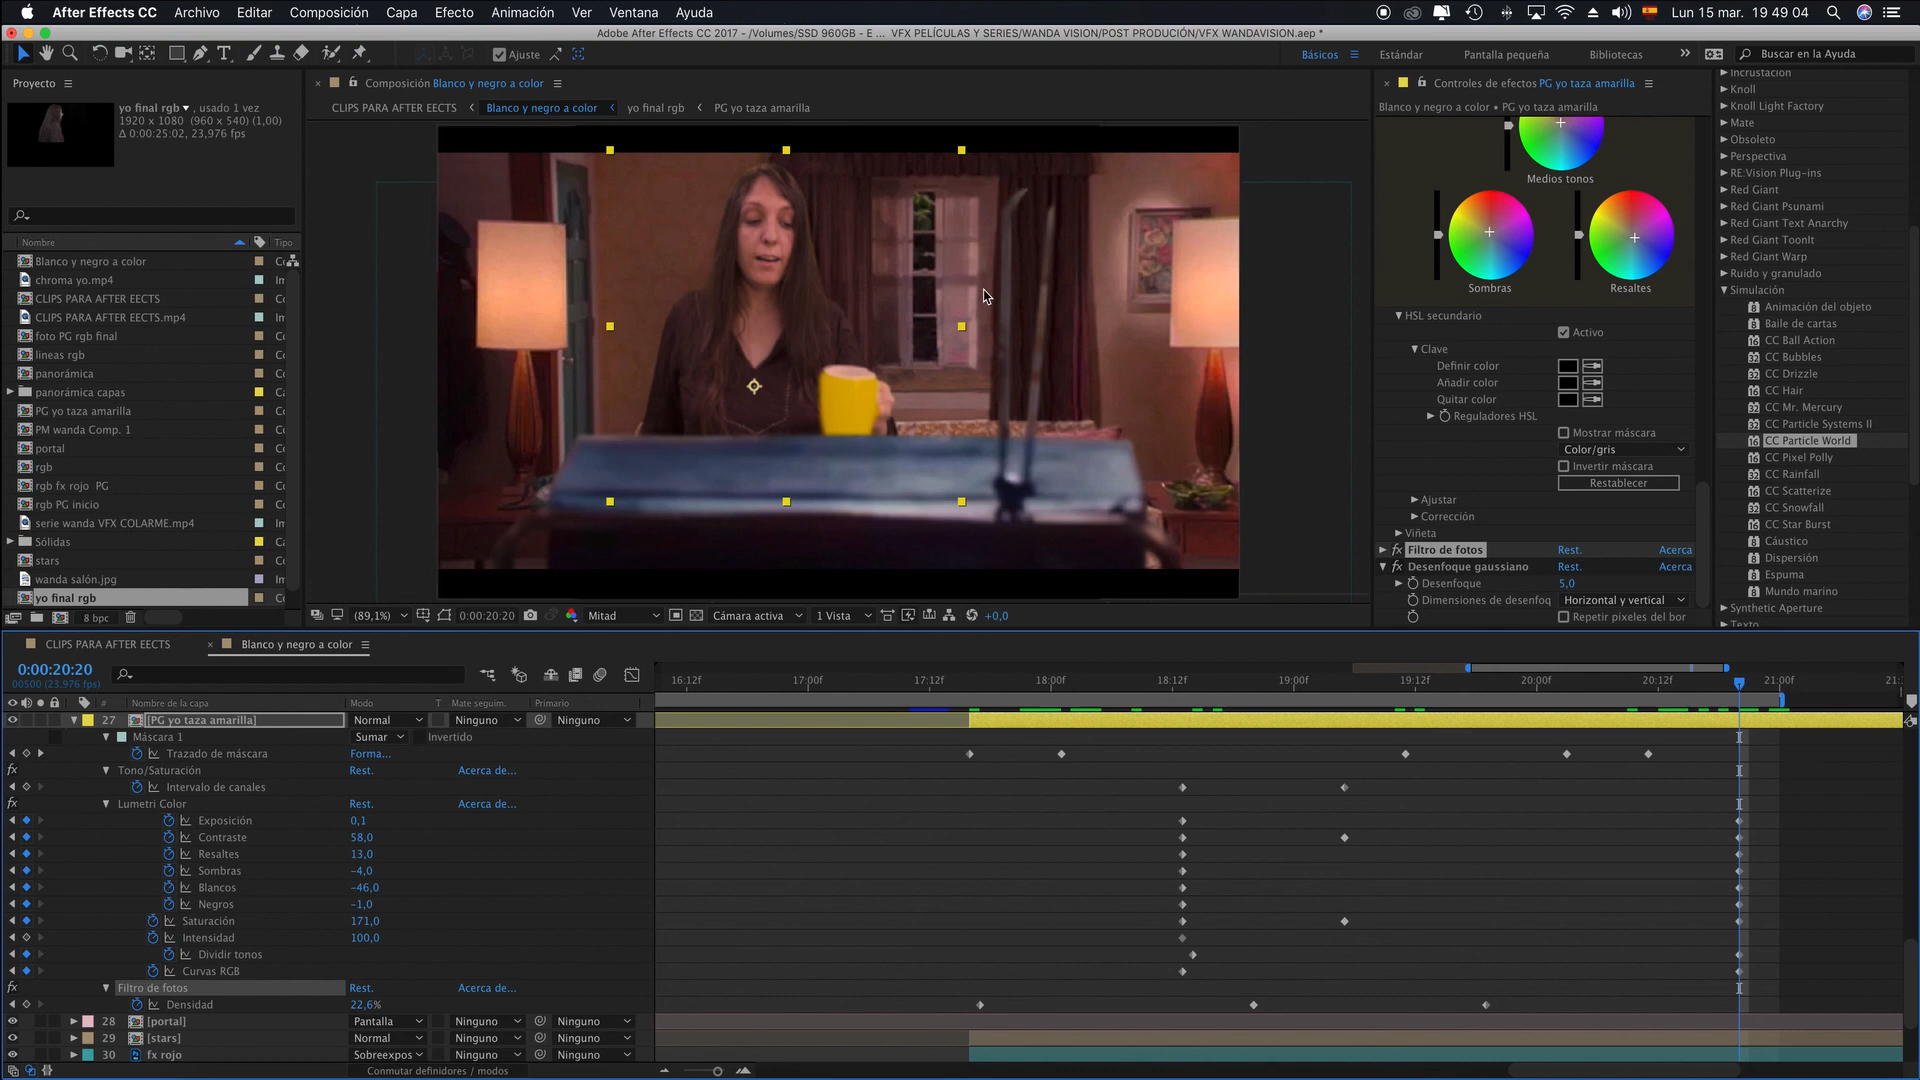 After Effects CC Archivo Editar Composición Capa Efecto Animación Ver Ventana Ayuda Lun 15 mar. 19 49 04
Adobe After Effects CC 2017 - /Volumes/SSD 960GB - E ... VFX PELÍCULAS Y SERIES/WANDA VISION/POST PRODUCIÓN/VFX WANDAVISION.aep *
Ajuste Básicos Estándar Pantalla pequeña Bibliotecas Buscar en la Ayuda
Proyecto
yo final rgb , usado 1 vez
1920 x 1080 (960 x 540) (1,00)
Δ 0:00:25:02, 23,976 fps
Nombre Tipo
Blanco y negro a color
chroma yo.mp4
CLIPS PARA AFTER EECTS
CLIPS PARA AFTER EECTS.mp4
foto PG rgb final
lineas rgb
panorámica
panorámica capas
PG yo taza amarilla
PM wanda Comp. 1
portal
rgb
rgb fx rojo PG
rgb PG inicio
serie wanda VFX COLARME.mp4
Sólidas
stars
wanda salón.jpg
yo final rgb
8 bpc
Composición Blanco y negro a color
CLIPS PARA AFTER EECTS Blanco y negro a color yo final rgb PG yo taza amarilla
(89,1%) 0:00:20:20 Mitad Cámara activa 1 Vista +0,0
Controles de efectos PG yo taza amarilla
Blanco y negro a color • PG yo taza amarilla
Medios tonos
Sombras Resaltes
HSL secundario
Activo
Clave
Definir color
Añadir color
Quitar color
Reguladores HSL
Mostrar máscara
Color/gris
Invertir máscara
Restablecer
Ajustar
Corrección
Viñeta
fx Filtro de fotos Rest. Acerca
fx Desenfoque gaussiano Rest. Acerca
Desenfoque 5,0
Dimensiones de desenfoq Horizontal y vertical
Repetir píxeles del bor
Incrustación
Knoll
Knoll Light Factory
Mate
Obsoleto
Perspectiva
RE:Vision Plug-ins
Red Giant
Red Giant Psunami
Red Giant Text Anarchy
Red Giant ToonIt
Red Giant Warp
Ruido y granulado
Simulación
Animación del objeto
Baile de cartas
CC Ball Action
CC Bubbles
CC Drizzle
CC Hair
CC Mr. Mercury
CC Particle Systems II
CC Particle World
CC Pixel Polly
CC Rainfall
CC Scatterize
CC Snowfall
CC Star Burst
Cáustico
Dispersión
Espuma
Mundo marino
Synthetic Aperture
Texto
CLIPS PARA AFTER EECTS Blanco y negro a color
0:00:20:20
00500 (23.976 fps)
16:12f 17:00f 17:12f 18:00f 18:12f 19:00f 19:12f 20:00f 20:12f 21:00f 21:1
# Nombre de la capa Modo T Mate seguim. Primario
27 [PG yo taza amarilla] Normal Ninguno Ninguno
Máscara 1 Sumar Invertido
Trazado de máscara Forma...
fx Tono/Saturación Rest. Acerca de...
Intervalo de canales
fx Lumetri Color Rest. Acerca de...
Exposición 0,1
Contraste 58,0
Resaltes 13,0
Sombras -4,0
Blancos -46,0
Negros -1,0
Saturación 171,0
Intensidad 100,0
Dividir tonos
Curvas RGB
fx Filtro de fotos Rest. Acerca de...
Densidad 22,6%
28 [portal] Pantalla Ninguno Ninguno
29 [stars] Normal Ninguno Ninguno
30 fx rojo Sobreexpos Ninguno Ninguno
Conmutar definidores / modos